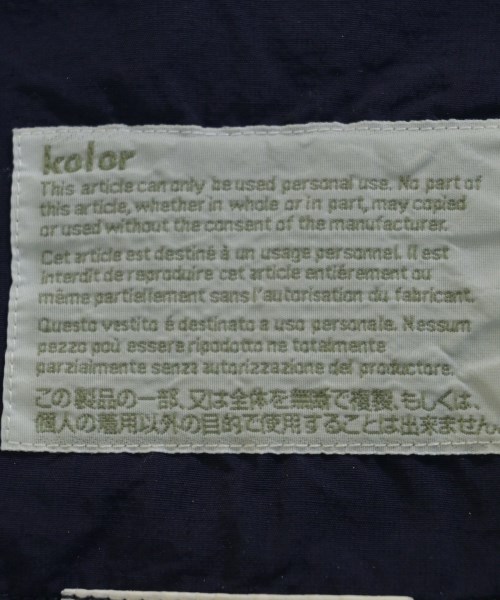 kolor
This article can only be used personal use. No part of
this article, whether in whole or in part, may copied
or used without the consent of the manufacturer.
Cet article est destiné à un usage personnel. Il est
interdit de reproduire cet article entiérement ou
même partiellement sans l'autorisation du fabricant.
Questo vestito é destinato a uso personale. Nessum
pezzo poú essere ripodotto ne totalmente
parzialmente senza autorizzazione del productore.
この製品の一部、又は全体を無断で複製、もしくは、
個人の着用以外の目的で使用することは出来ません。